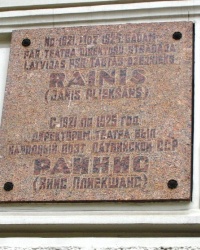 NO 1921. LĪDZ 1925. GADAM
PAR TEĀTRA DIREKTORU STRĀDĀJA
LATVIJAS PSR TAUTAS DZEJNIEKS
RAINIS
(JĀNIS PLIEKŠĀNS)
С 1921 ПО 1925 ГОД
ДИРЕКТОРОМ ТЕАТРА БЫЛ
НАРОДНЫЙ ПОЭТ ЛАТВИЙСКОЙ ССР
РАЙНИС
(ЯНИС ПЛИЕКШАНС)